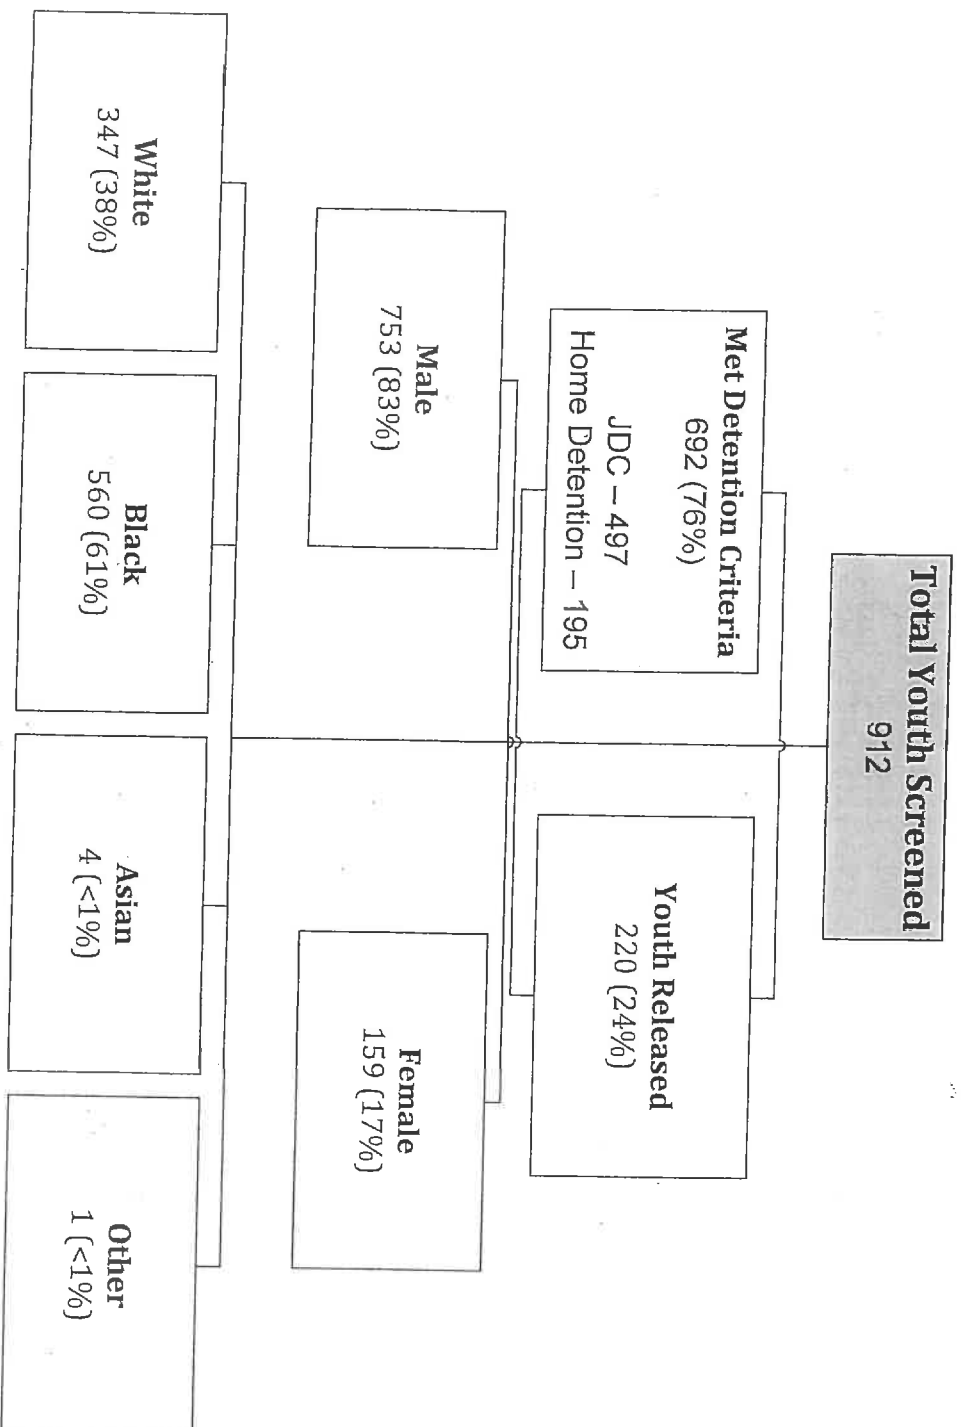 Total Youth Screened
912
Met Detention Criteria
692 (76%)
JDC – 497
Home Detention – 195
Youth Released
220 (24%)
Male
753 (83%)
Female
159 (17%)
White
347 (38%)
Black
560 (61%)
Asian
4 (<1%)
Other
1 (<1%)